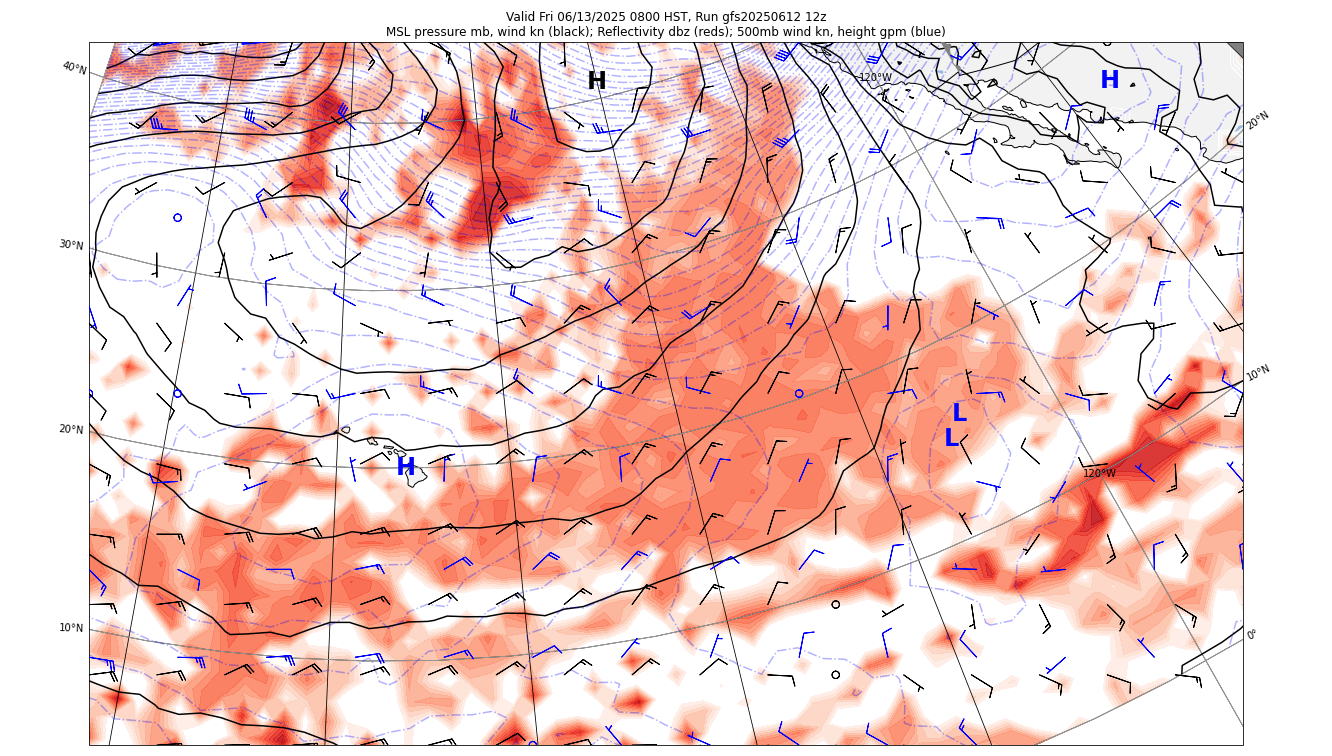 Valid Fri 06/13/2025 0800 HST, Run gfs20250612 12z
MSL pressure mb, wind kn (black); Reflectivity dbz (reds); 500mb wind kn, height gpm (blue)
40°N
H
120°W
H
20°N
30°N
10°N
20°N
L
L
H
120°W
10°N
0°